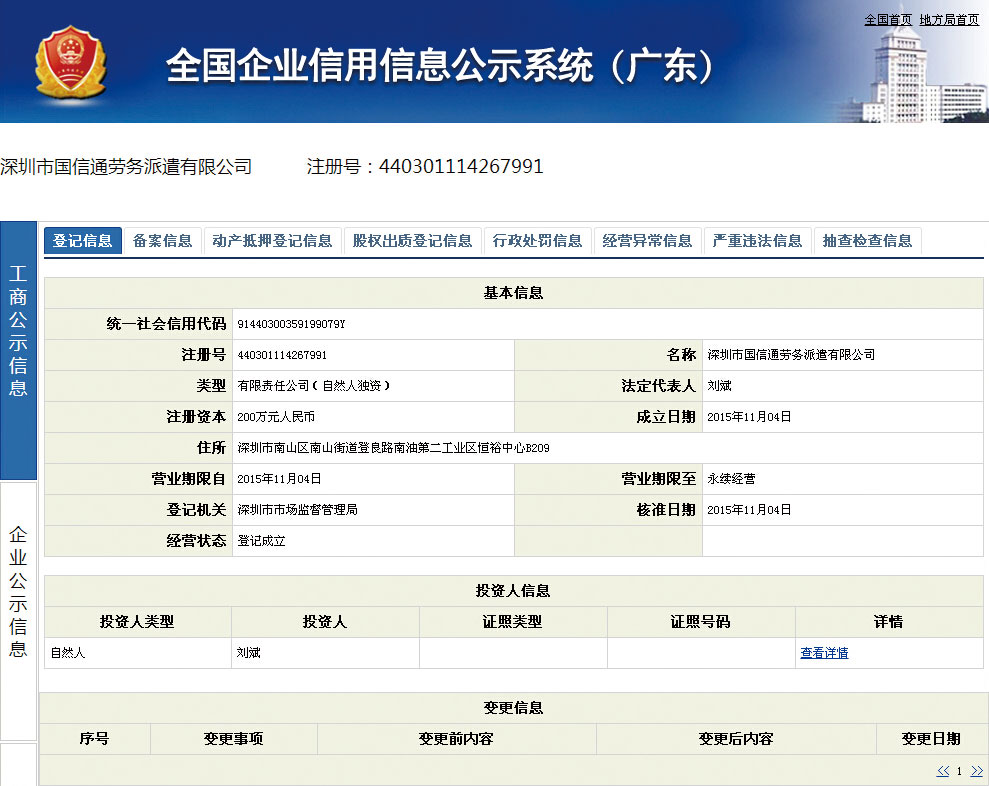 全国首页 地方局首页
全国企业信用信息公示系统（广东）
深圳市国信通劳务派遣有限公司 注册号：440301114267991
工商公示信息
企业公示信息
登记信息 备案信息 动产抵押登记信息 股权出质登记信息 行政处罚信息 经营异常信息 严重违法信息 抽查检查信息
基本信息
统一社会信用代码 91440300359199079Y
注册号 440301114267991 名称 深圳市国信通劳务派遣有限公司
类型 有限责任公司（自然人独资） 法定代表人 刘斌
注册资本 200万元人民币 成立日期 2015年11月04日
住所 深圳市南山区南山街道登良路南油第二工业区恒裕中心B209
营业期限自 2015年11月04日 营业期限至 永续经营
登记机关 深圳市市场监督管理局 核准日期 2015年11月04日
经营状态 登记成立
投资人信息
投资人类型 投资人 证照类型 证照号码 详情
自然人 刘斌 查看详情
变更信息
序号 变更事项 变更前内容 变更后内容 变更日期
<< 1 >>